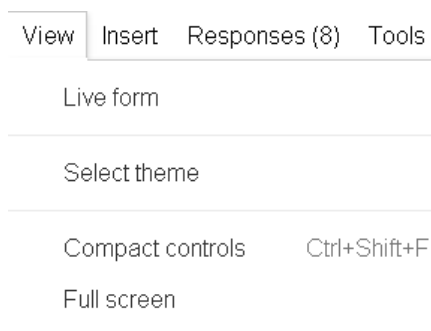 View Insert Responses (8) Tools
Live form
Select theme
Compact controls Ctrl+Shift+F
Full screen